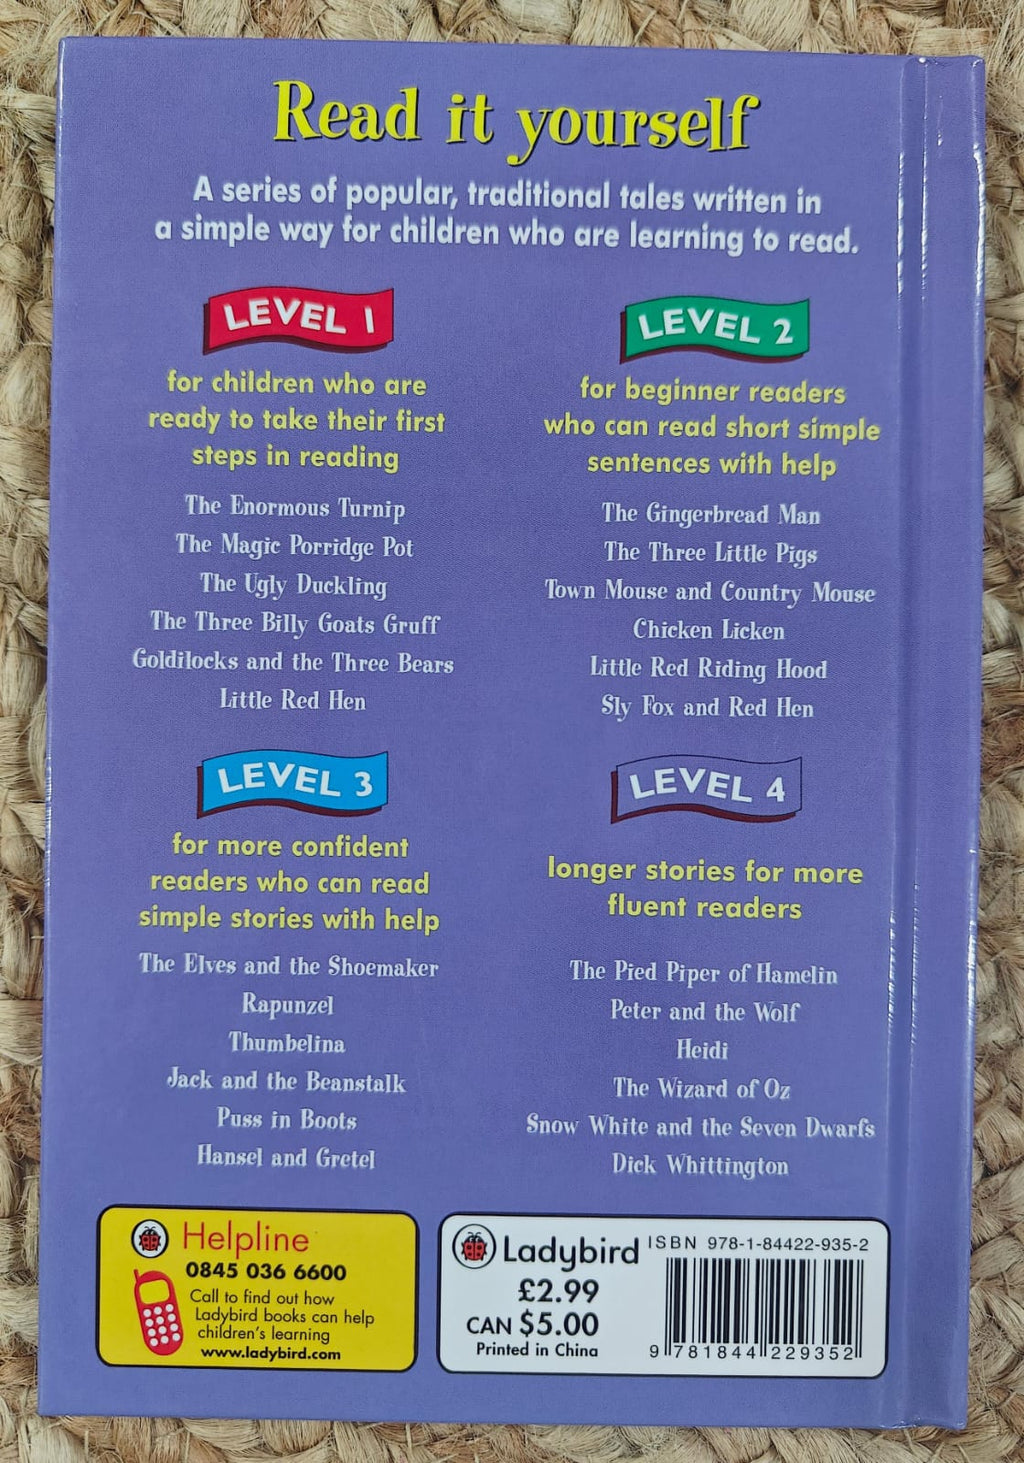 Read it yourself
A series of popular, traditional tales written in
a simple way for children who are learning to read.
LEVEL 1
for children who are
ready to take their first
steps in reading
The Enormous Turnip
The Magic Porridge Pot
The Ugly Duckling
The Three Billy Goats Gruff
Goldilocks and the Three Bears
Little Red Hen
LEVEL 2
for beginner readers
who can read short simple
sentences with help
The Gingerbread Man
The Three Little Pigs
Town Mouse and Country Mouse
Chicken Licken
Little Red Riding Hood
Sly Fox and Red Hen
LEVEL 3
for more confident
readers who can read
simple stories with help
The Elves and the Shoemaker
Rapunzel
Thumbelina
Jack and the Beanstalk
Puss in Boots
Hansel and Gretel
LEVEL 4
longer stories for more
fluent readers
The Pied Piper of Hamelin
Peter and the Wolf
Heidi
The Wizard of Oz
Snow White and the Seven Dwarfs
Dick Whittington
Helpline
0845 036 6600
Call to find out how
Ladybird books can help
children's learning
www.ladybird.com
Ladybird
£2.99
CAN $5.00
Printed in China
ISBN 978-1-84422-935-2
9 781844 229352